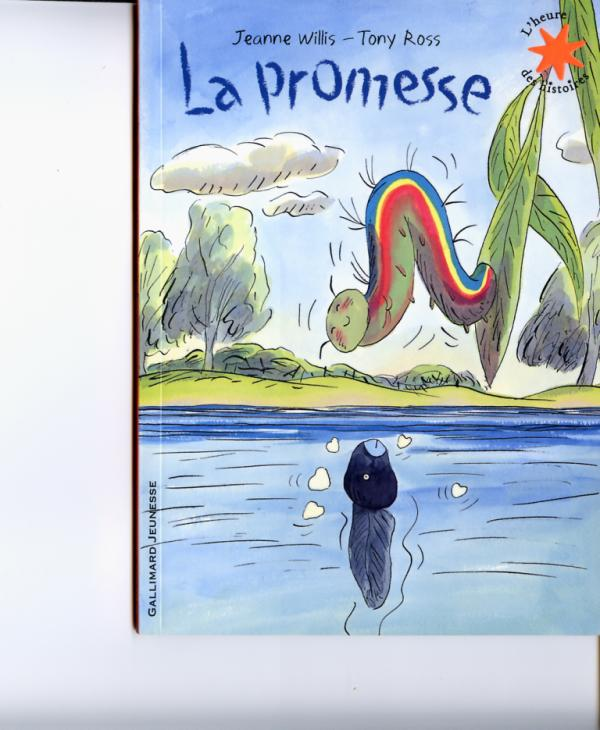 Jeanne Willis – Tony Ross
La promesse
L'heure
des histoires
GALLIMARD JEUNESSE